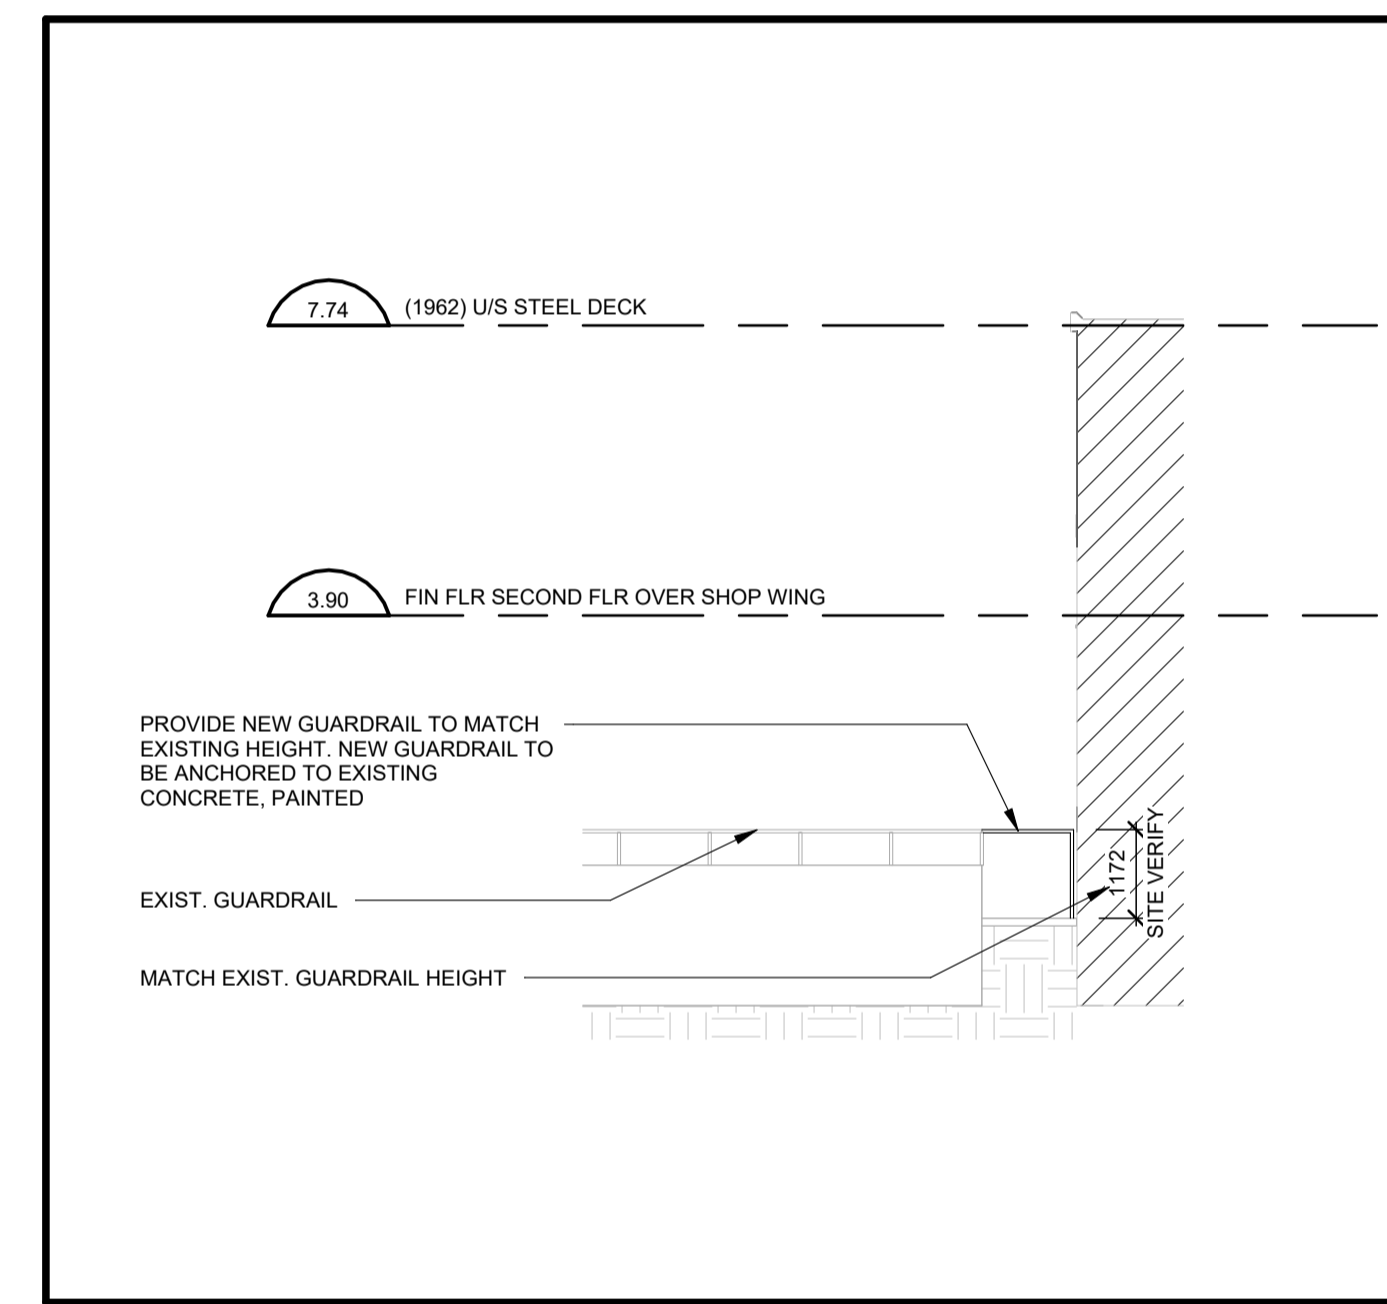 7.74
(1962) U/S STEEL DECK
3.90
FIN FLR SECOND FLR OVER SHOP WING
PROVIDE NEW GUARDRAIL TO MATCH
EXISTING HEIGHT. NEW GUARDRAIL TO
BE ANCHORED TO EXISTING
CONCRETE, PAINTED
EXIST. GUARDRAIL
MATCH EXIST. GUARDRAIL HEIGHT
1172
SITE VERIFY